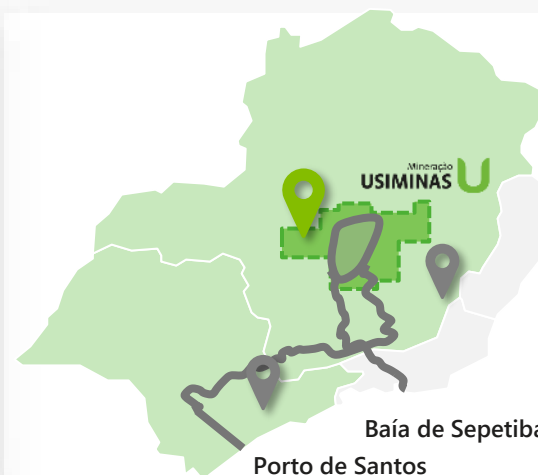 Mineração
USIMINAS
Baía de Sepetiba
Porto de Santos